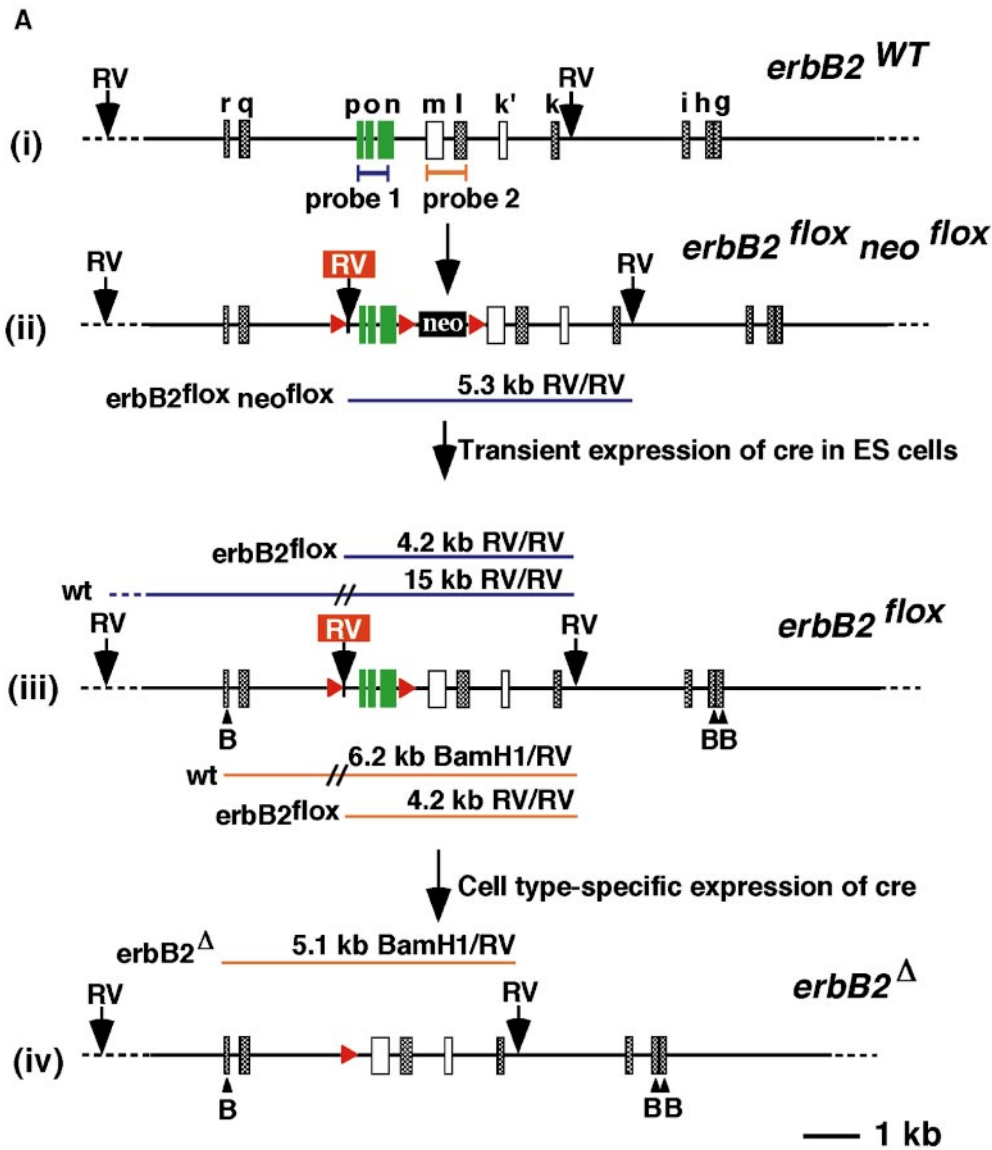 A
erbB2 WT
RV RV
r q p o n m l k' k i h g
(i)
probe 1 probe 2
erbB2 flox neo flox
RV RV RV
(ii)
neo
erbB2flox neoflox 5.3 kb RV/RV
Transient expression of cre in ES cells
erbB2flox 4.2 kb RV/RV
wt 15 kb RV/RV
erbB2 flox
RV RV RV
(iii)
B BB
wt 6.2 kb BamH1/RV
erbB2flox 4.2 kb RV/RV
Cell type-specific expression of cre
erbB2Δ 5.1 kb BamH1/RV
erbB2Δ
RV RV
(iv)
B BB
1 kb